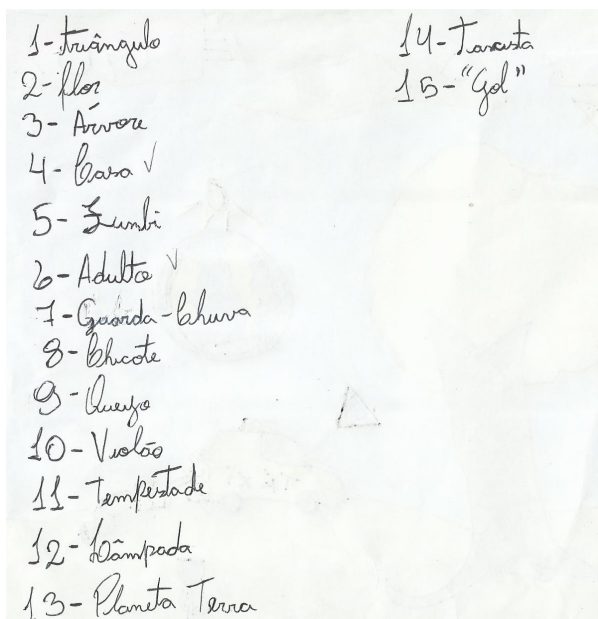 1-triângulo
2-flor
3-Árvore
4-Casa ✓
5-Zumbi
6-Adulto ✓
7-Guarda-Chuva
8-Chicote
9-Queijo
10-Violão
11-Tempestade
12-Lâmpada
13-Planeta Terra
14-Taxista
15-"Gol"